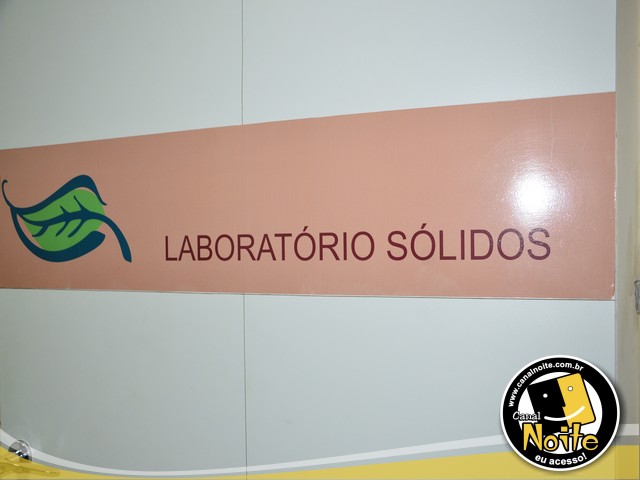 LABORATÓRIO SÓLIDOS
www.canalnoite.com.br
Canal
Noite
eu acesso!